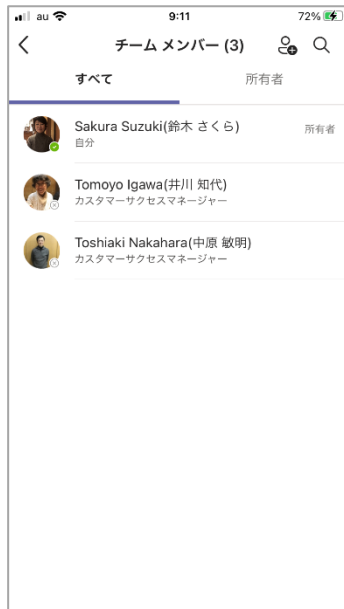 au 9:11 72%
チーム メンバー (3)
すべて 所有者
Sakura Suzuki(鈴木 さくら) 所有者
自分
Tomoyo Igawa(井川 知代)
カスタマーサクセスマネージャー
Toshiaki Nakahara(中原 敏明)
カスタマーサクセスマネージャー